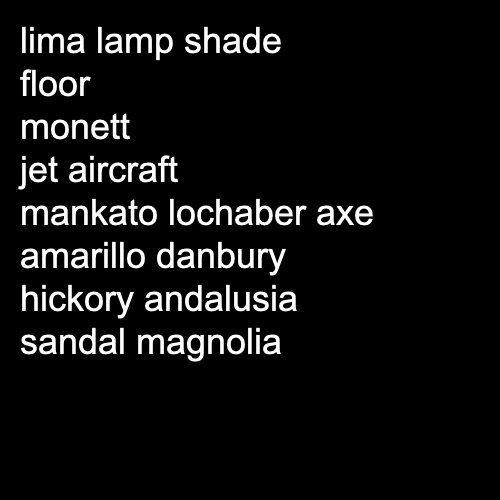 lima lamp shade
floor
monett
jet aircraft
mankato lochaber axe
amarillo danbury
hickory andalusia
sandal magnolia